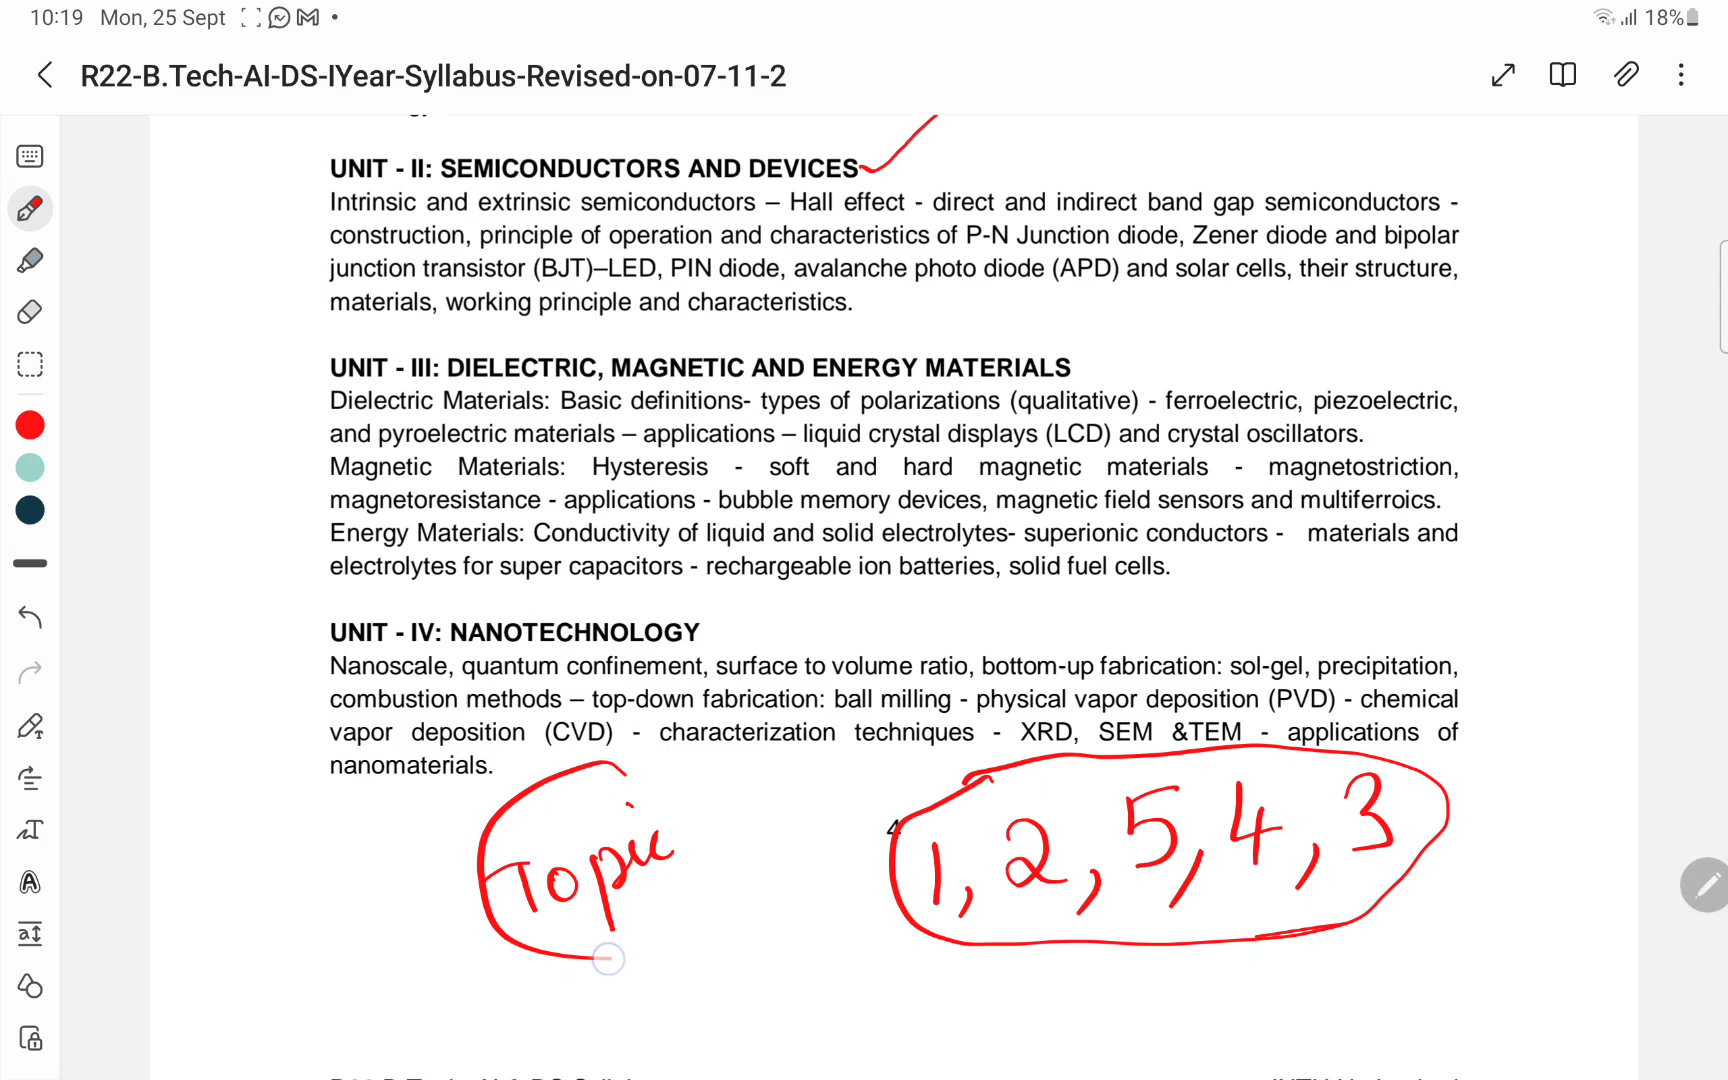 10:19 Mon, 25 Sept 18%
R22-B.Tech-AI-DS-IYear-Syllabus-Revised-on-07-11-2
UNIT - II: SEMICONDUCTORS AND DEVICES
Intrinsic and extrinsic semiconductors – Hall effect - direct and indirect band gap semiconductors -
construction, principle of operation and characteristics of P-N Junction diode, Zener diode and bipolar
junction transistor (BJT)–LED, PIN diode, avalanche photo diode (APD) and solar cells, their structure,
materials, working principle and characteristics.
UNIT - III: DIELECTRIC, MAGNETIC AND ENERGY MATERIALS
Dielectric Materials: Basic definitions- types of polarizations (qualitative) - ferroelectric, piezoelectric,
and pyroelectric materials – applications – liquid crystal displays (LCD) and crystal oscillators.
Magnetic Materials: Hysteresis - soft and hard magnetic materials - magnetostriction,
magnetoresistance - applications - bubble memory devices, magnetic field sensors and multiferroics.
Energy Materials: Conductivity of liquid and solid electrolytes- superionic conductors - materials and
electrolytes for super capacitors - rechargeable ion batteries, solid fuel cells.
UNIT - IV: NANOTECHNOLOGY
Nanoscale, quantum confinement, surface to volume ratio, bottom-up fabrication: sol-gel, precipitation,
combustion methods – top-down fabrication: ball milling - physical vapor deposition (PVD) - chemical
vapor deposition (CVD) - characterization techniques - XRD, SEM &TEM - applications of
nanomaterials.
4
Topic 1, 2, 5, 4, 3